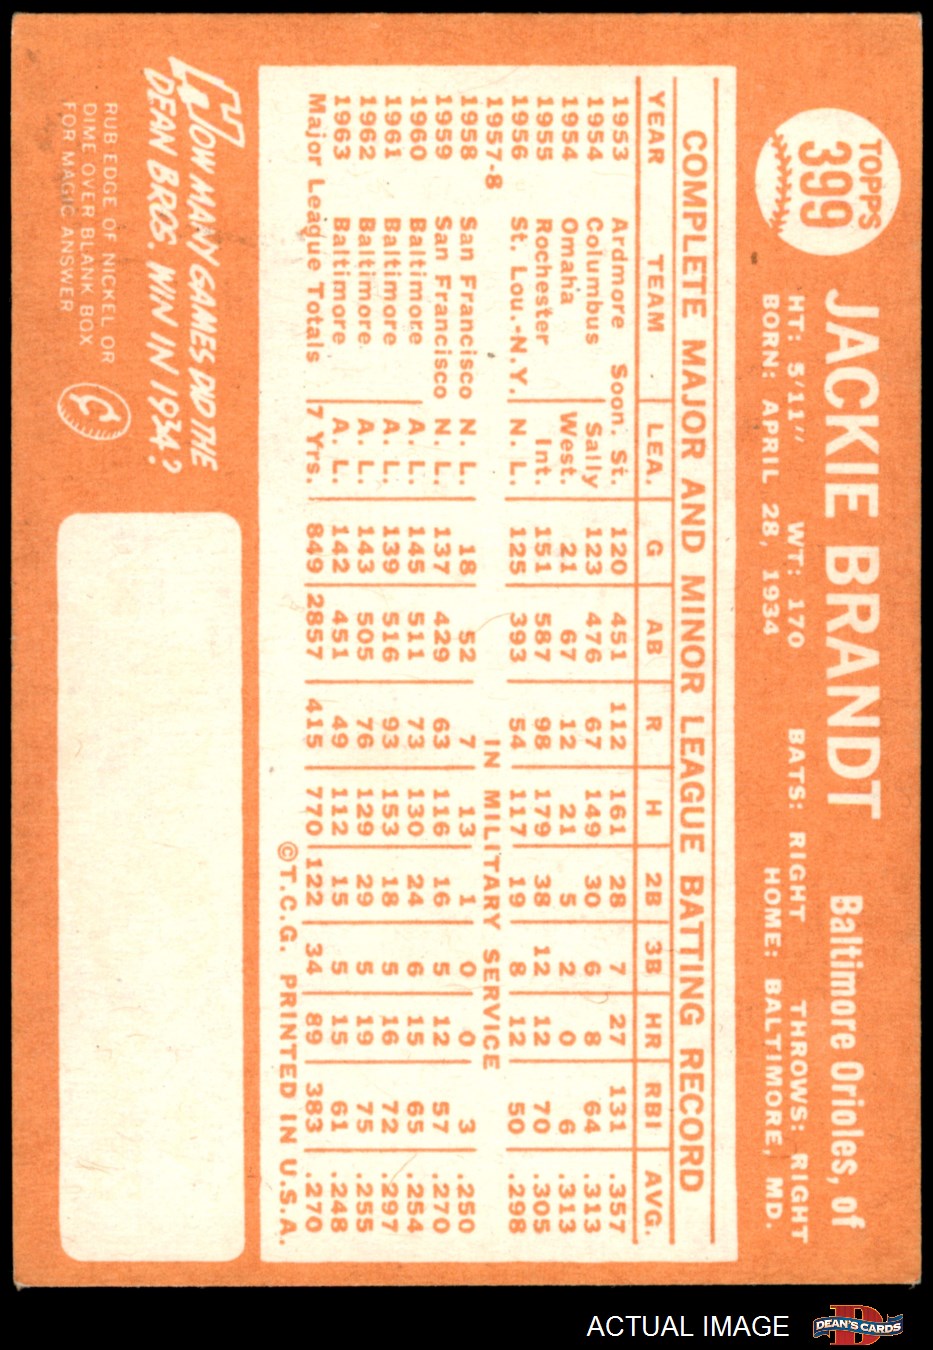 TOPPS
399
JACKIE BRANDT Baltimore Orioles, of
HT: 5'11" WT: 170 BATS: RIGHT THROWS: RIGHT
BORN: APRIL 28, 1934 HOME: BALTIMORE, MD.
COMPLETE MAJOR AND MINOR LEAGUE BATTING RECORD
YEAR TEAM LEA. G AB R H 2B 3B HR RBI AVG.
1953 Ardmore Soon. St. 120 451 112 161 28 7 27 131 .357
1954 Columbus Sally 123 476 67 149 30 6 8 64 .313
1954 Omaha West. 21 67 12 21 5 2 0 6 .313
1955 Rochester Int. 151 587 98 179 38 12 12 70 .305
1956 St. Lou.-N.Y. N. L. 125 393 54 117 19 8 12 50 .298
1957-8 IN MILITARY SERVICE
1958 San Francisco N. L. 18 52 7 13 1 0 0 3 .250
1959 San Francisco N. L. 137 429 63 116 16 5 12 57 .270
1960 Baltimore A. L. 145 511 73 130 24 6 15 65 .254
1961 Baltimore A. L. 139 516 93 153 18 5 16 72 .297
1962 Baltimore A. L. 143 505 76 129 29 5 19 75 .255
1963 Baltimore A. L. 142 451 49 112 15 5 15 61 .248
Major League Totals 7 Yrs. 849 2857 415 770 122 34 89 383 .270
©T.C.G. PRINTED IN U.S.A.
HOW MANY GAMES DID THE
DEAN BROS. WIN IN 1934?
RUB EDGE OF NICKEL OR
DIME OVER BLANK BOX
FOR MAGIC ANSWER
C
ACTUAL IMAGE
DEAN'S CARDS